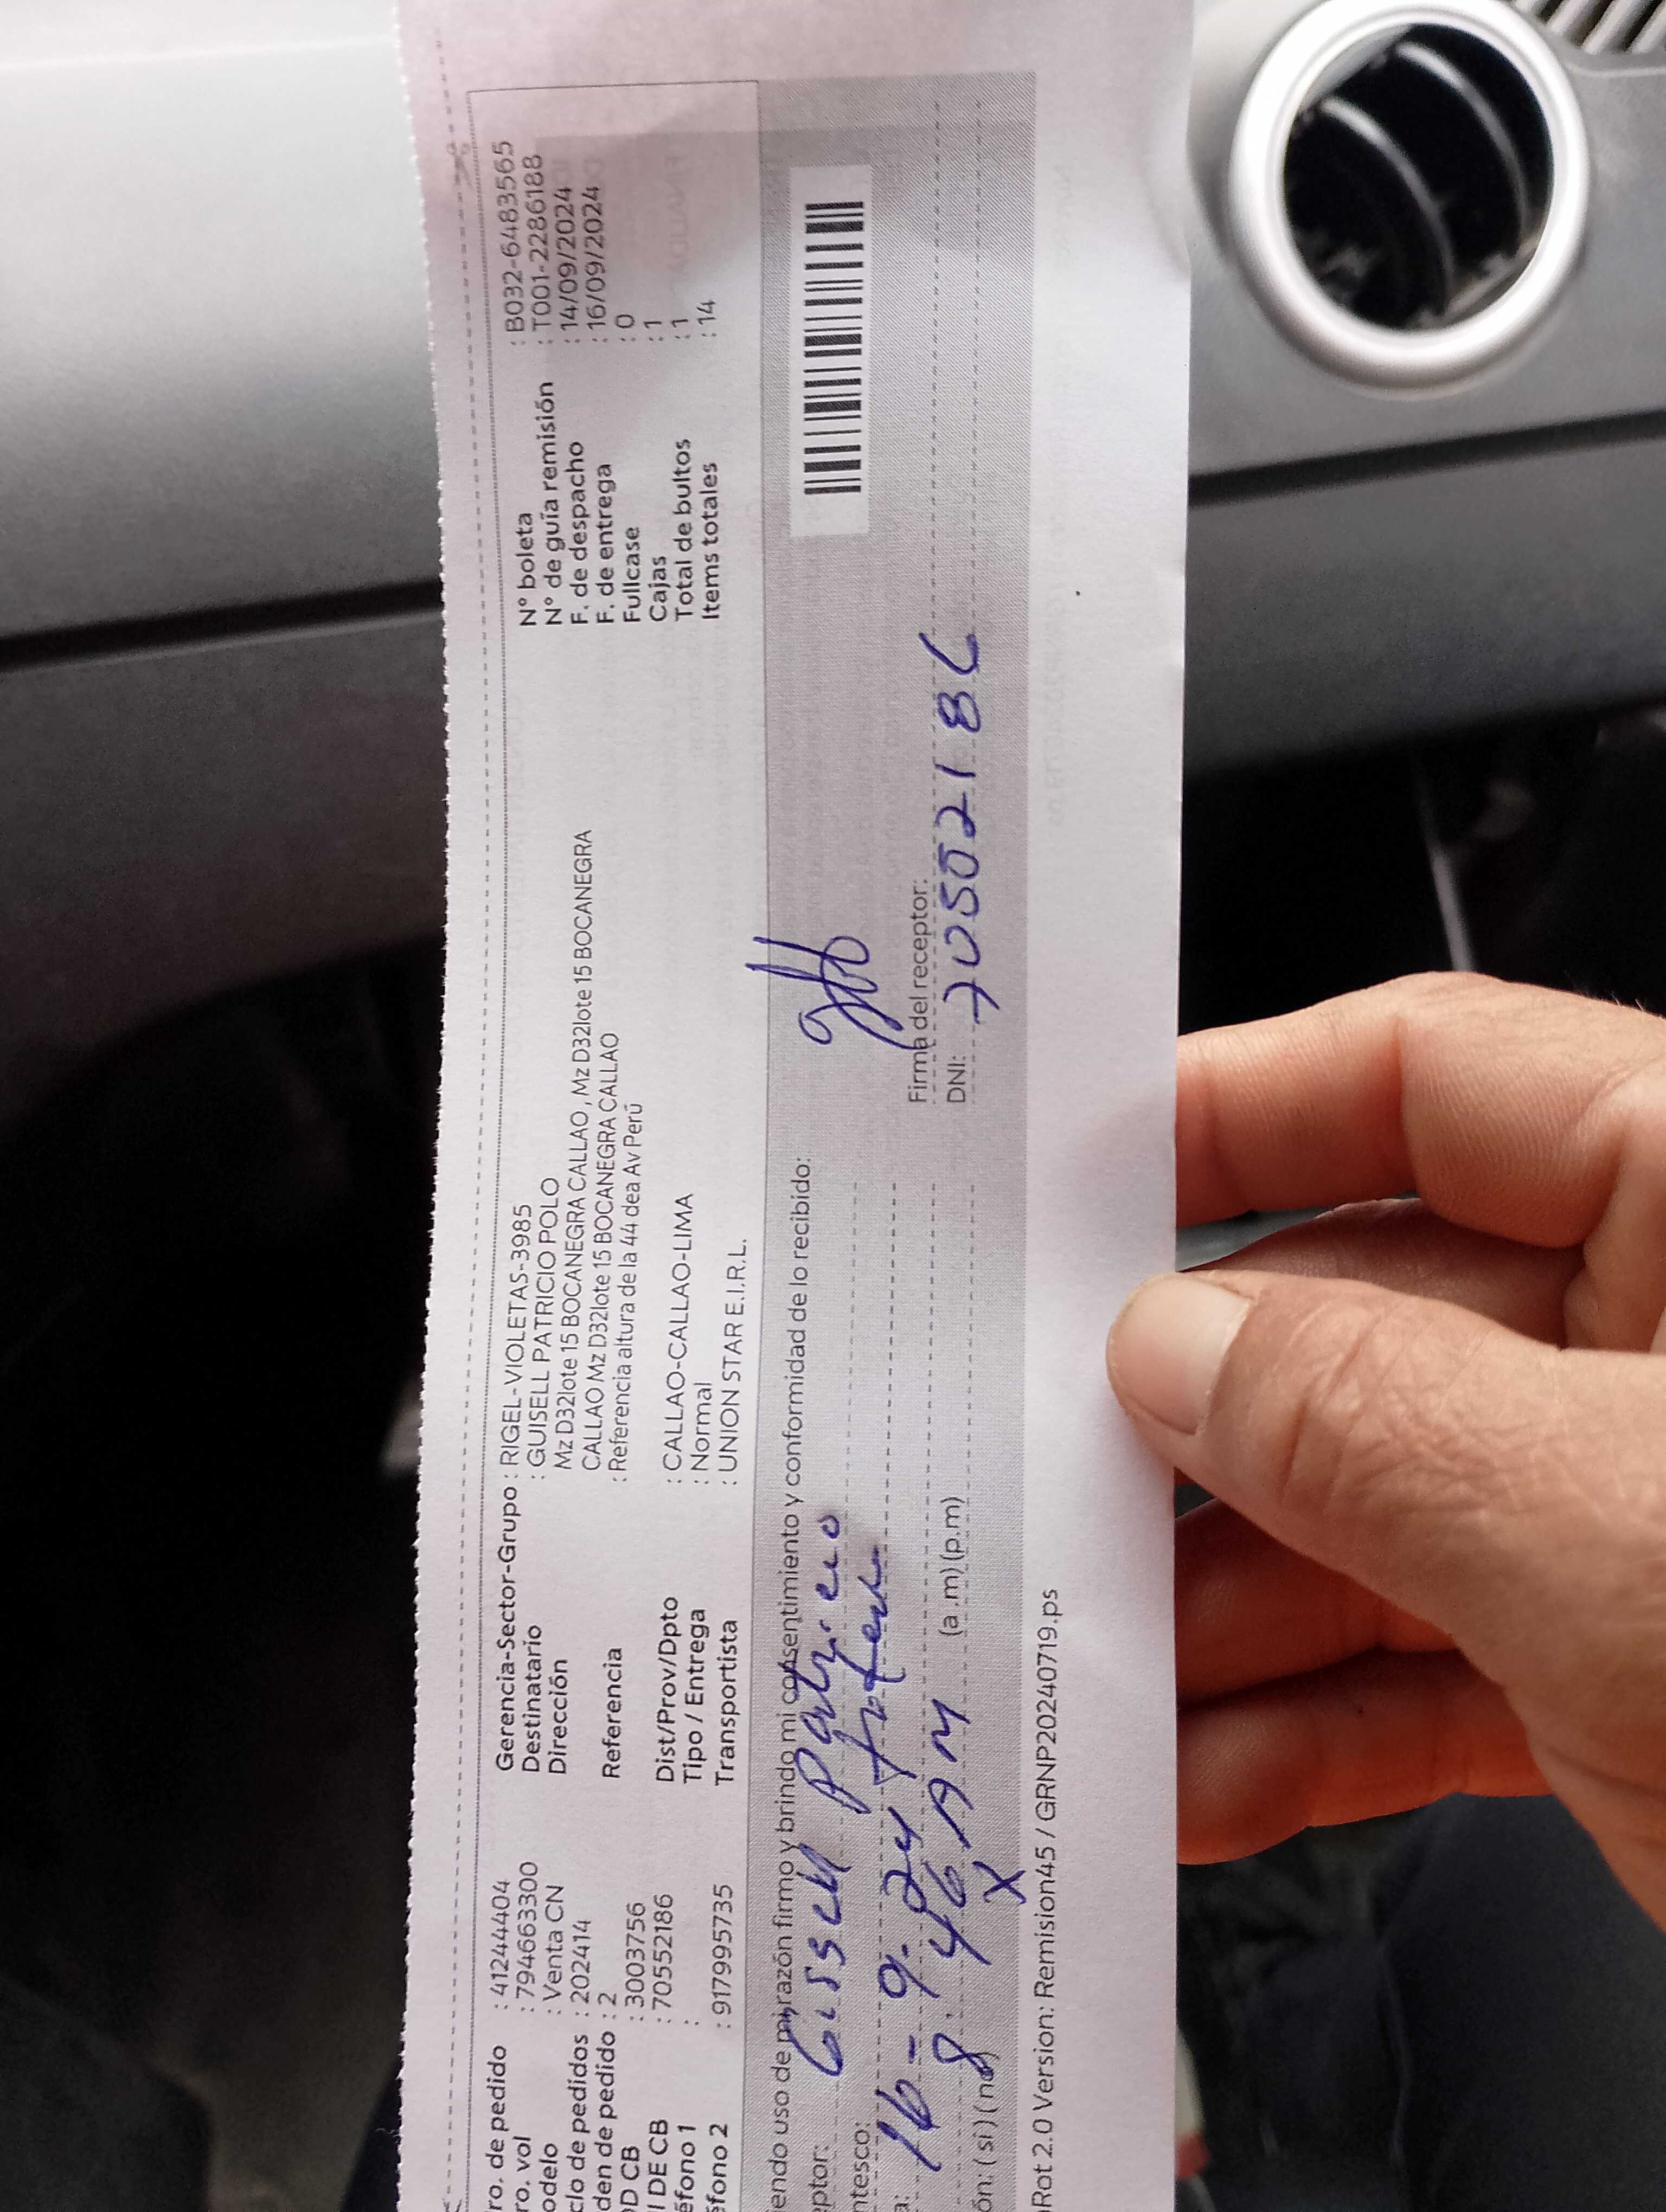 ro. de pedido : 41244404
ro. vol : 794663300
odelo : Venta CN
clo de pedidos : 202414
den de pedido : 2
D CB : 3003756
I DE CB : 70552186
éfono 1 :
éfono 2 : 917995735
Gerencia-Sector-Grupo : RIGEL-VIOLETAS-3985
Destinatario : GUISELL PATRICIO POLO
Dirección Mz D32lote 15 BOCANEGRA CALLAO , Mz D32lote 15 BOCANEGRA
CALLAO Mz D32lote 15 BOCANEGRA CALLAO
Referencia : Referencia altura de la 44 dea Av Perú
Dist/Prov/Dpto : CALLAO-CALLAO-LIMA
Tipo / Entrega : Normal
Transportista : UNION STAR E.I.R.L.
N° boleta : B032-6483565
N° de guía remisión : T001-2286188
F. de despacho : 14/09/2024
F. de entrega : 16/09/2024
Fullcase : 0
Cajas : 1
Total de bultos : 1
Items totales : 14
endo uso de mi razón firmo y brindo mi consentimiento y conformidad de lo recibido:
eptor: Gissell Patricio
ntesco:
a: 16-9-24
8:46 AM (a.m) (p.m)
ón: (si) (no) X
Firma del receptor:
DNI: 7050218
Rot 2.0 Version: Remision45 / GRNP20240719.ps